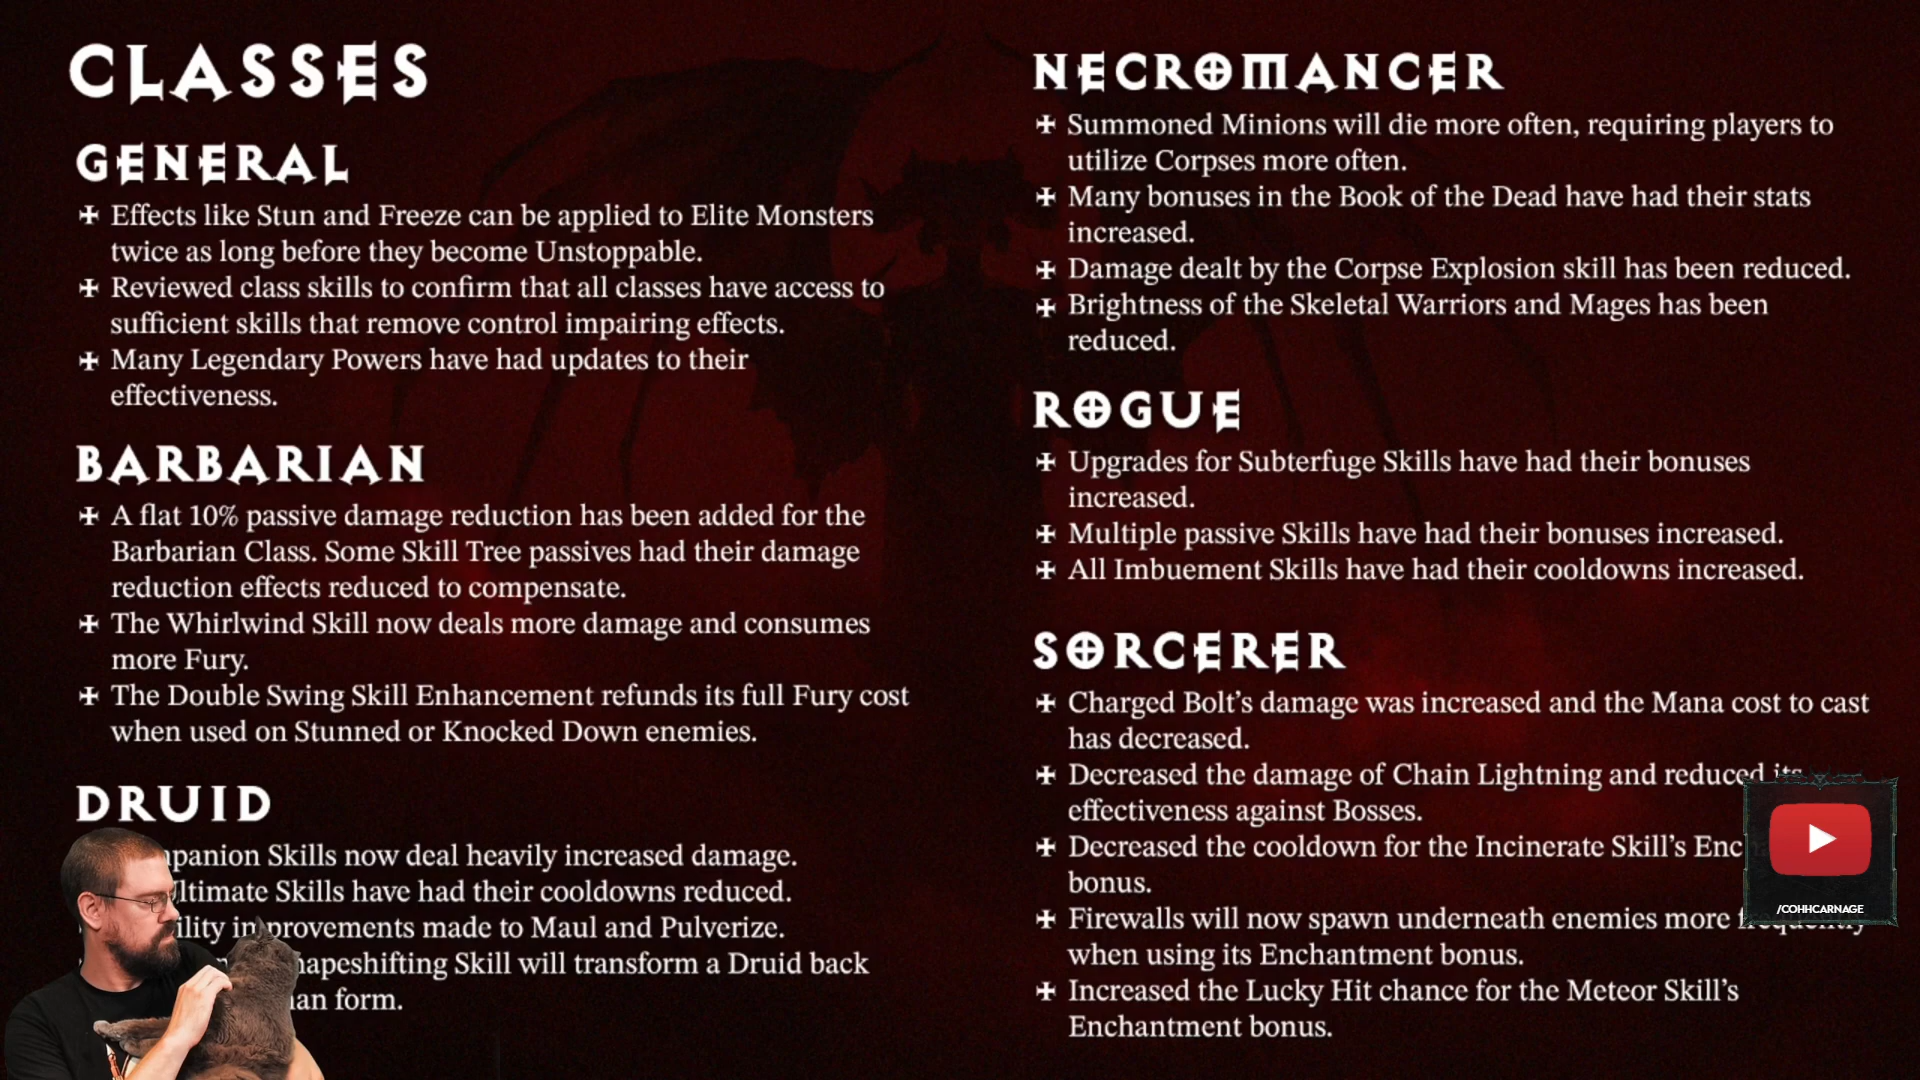 CLASSES
GENERAL
Effects like Stun and Freeze can be applied to Elite Monsters
twice as long before they become Unstoppable.
Reviewed class skills to confirm that all classes have access to
sufficient skills that remove control impairing effects.
Many Legendary Powers have had updates to their
effectiveness.
BARBARIAN
A flat 10% passive damage reduction has been added for the
Barbarian Class. Some Skill Tree passives had their damage
reduction effects reduced to compensate.
The Whirlwind Skill now deals more damage and consumes
more Fury.
The Double Swing Skill Enhancement refunds its full Fury cost
when used on Stunned or Knocked Down enemies.
DRUID
Skills now deal heavily increased damage.
Skills have had their cooldowns reduced.
improvements made to Maul and Pulverize.
Skill will transform a Druid back
form.
NECROMANCER
Summoned Minions will die more often, requiring players to
utilize Corpses more often.
Many bonuses in the Book of the Dead have had their stats
increased.
Damage dealt by the Corpse Explosion skill has been reduced.
Brightness of the Skeletal Warriors and Mages has been
reduced.
ROGUE
Upgrades for Subterfuge Skills have had their bonuses
increased.
Multiple passive Skills have had their bonuses increased.
All Imbuement Skills have had their cooldowns increased.
SORCERER
Charged Bolt's damage was increased and the Mana cost to cast
has decreased.
Decreased the damage of Chain Lightning and reduced its
effectiveness against Bosses.
Decreased the cooldown for the Incinerate Skill's
bonus.
Firewalls will now spawn underneath enemies more frequently
when using its Enchantment bonus.
Increased the Lucky Hit chance for the Meteor Skill's
Enchantment bonus.
/COHHCARNAGE